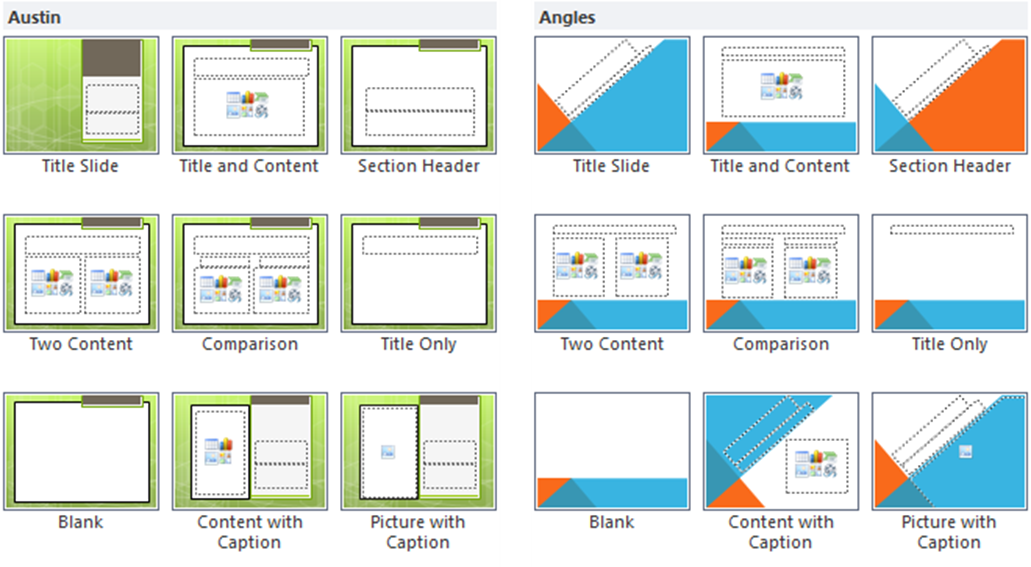 Austin
Title Slide
Title and Content
Section Header
Two Content
Comparison
Title Only
Blank
Content with
Caption
Picture with
Caption
Angles
Title Slide
Title and Content
Section Header
Two Content
Comparison
Title Only
Blank
Content with
Caption
Picture with
Caption